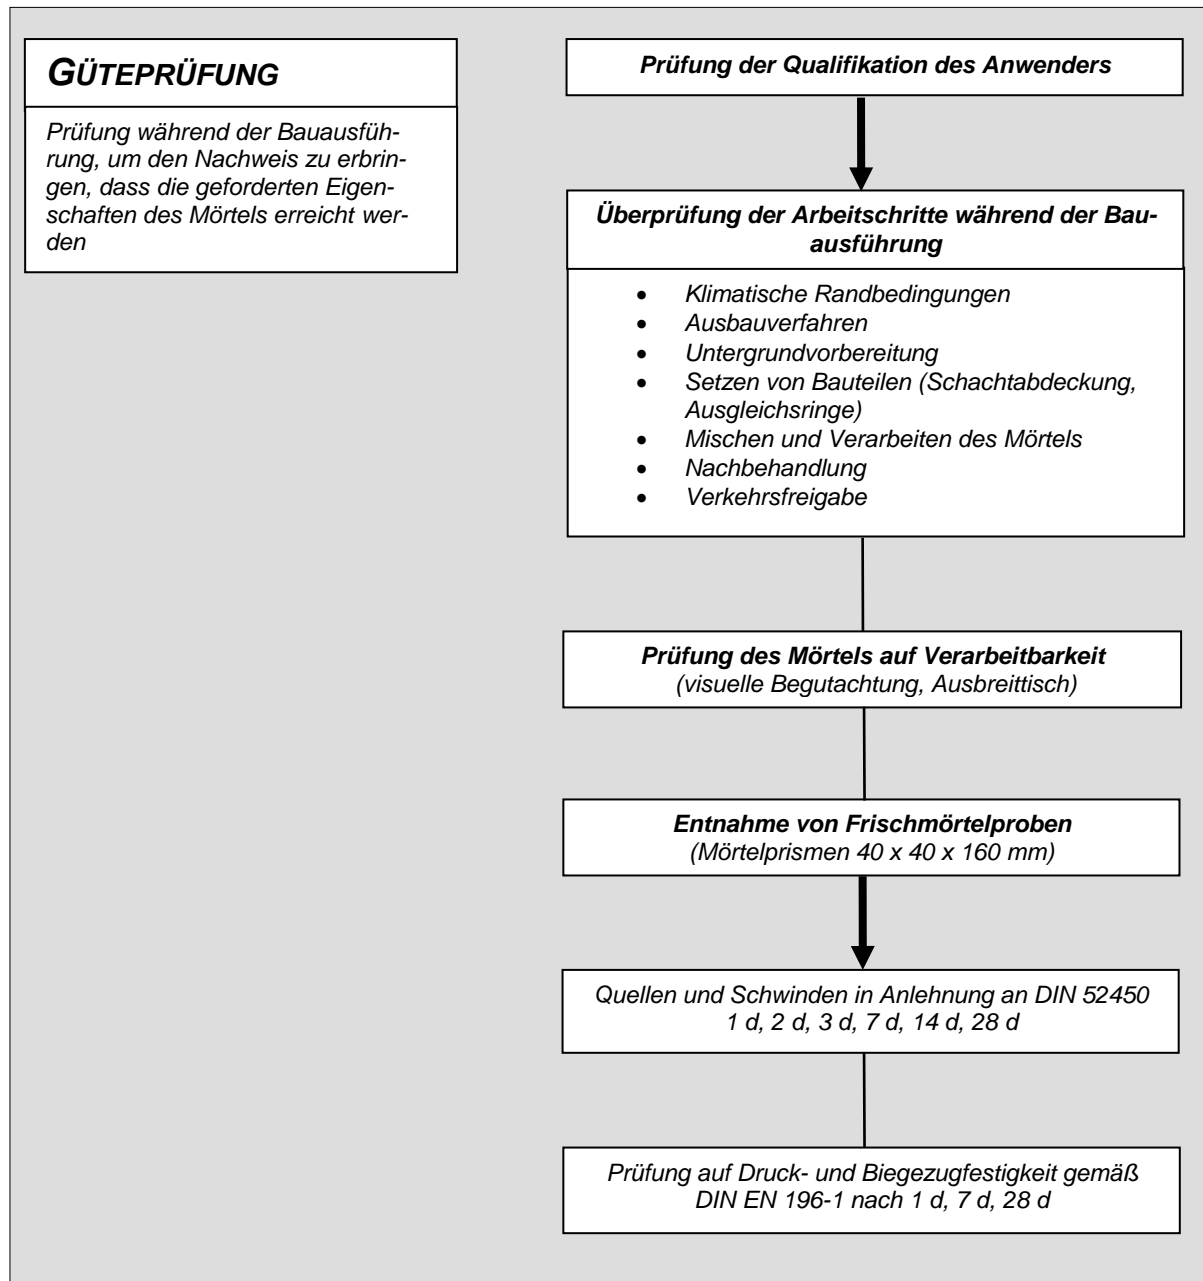 GÜTEPRÜFUNG
Prüfung während der Bauausfüh-
rung, um den Nachweis zu erbrin-
gen, dass die geforderten Eigen-
schaften des Mörtels erreicht wer-
den
Prüfung der Qualifikation des Anwenders
Überprüfung der Arbeitschritte während der Bau-
ausführung
• Klimatische Randbedingungen
• Ausbauverfahren
• Untergrundvorbereitung
• Setzen von Bauteilen (Schachtabdeckung,
Ausgleichsringe)
• Mischen und Verarbeiten des Mörtels
• Nachbehandlung
• Verkehrsfreigabe
Prüfung des Mörtels auf Verarbeitbarkeit
(visuelle Begutachtung, Ausbreittisch)
Entnahme von Frischmörtelproben
(Mörtelprismen 40 x 40 x 160 mm)
Quellen und Schwinden in Anlehnung an DIN 52450
1 d, 2 d, 3 d, 7 d, 14 d, 28 d
Prüfung auf Druck- und Biegezugfestigkeit gemäß
DIN EN 196-1 nach 1 d, 7 d, 28 d